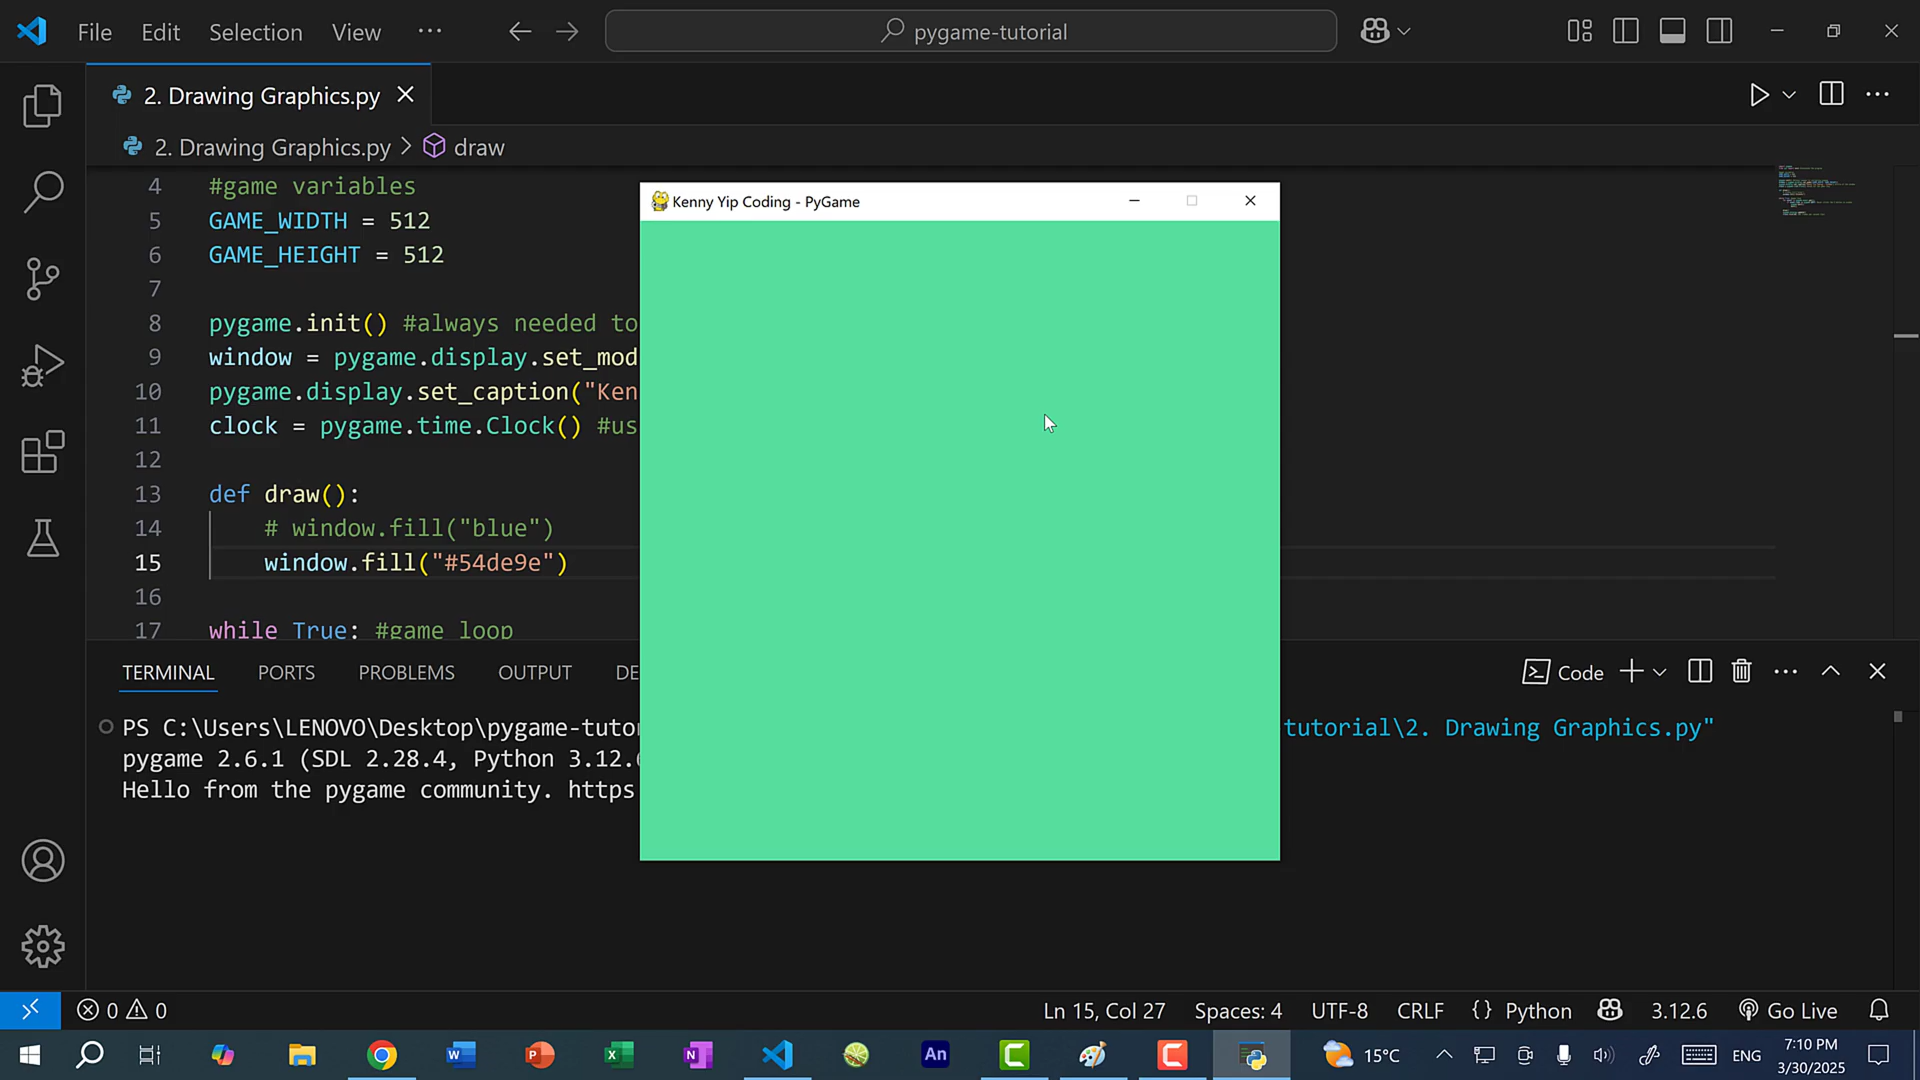 File Edit Selection View ··· pygame-tutorial
2. Drawing Graphics.py
2. Drawing Graphics.py > draw
4 #game variables
5 GAME_WIDTH = 512
6 GAME_HEIGHT = 512
7
8 pygame.init() #always needed to
9 window = pygame.display.set_mod
10 pygame.display.set_caption("Ken
11 clock = pygame.time.Clock() #us
12
13 def draw():
14 # window.fill("blue")
15 window.fill("#54de9e")
16
17 while True: #game loop
Kenny Yip Coding - PyGame
TERMINAL PORTS PROBLEMS OUTPUT DE
Code
PS C:\Users\LENOVO\Desktop\pygame-tuto
tutorial\2. Drawing Graphics.py"
pygame 2.6.1 (SDL 2.28.4, Python 3.12.
Hello from the pygame community. https
0 0 Ln 15, Col 27 Spaces: 4 UTF-8 CRLF {} Python 3.12.6 Go Live
An 15°C ENG 7:10 PM
3/30/2025